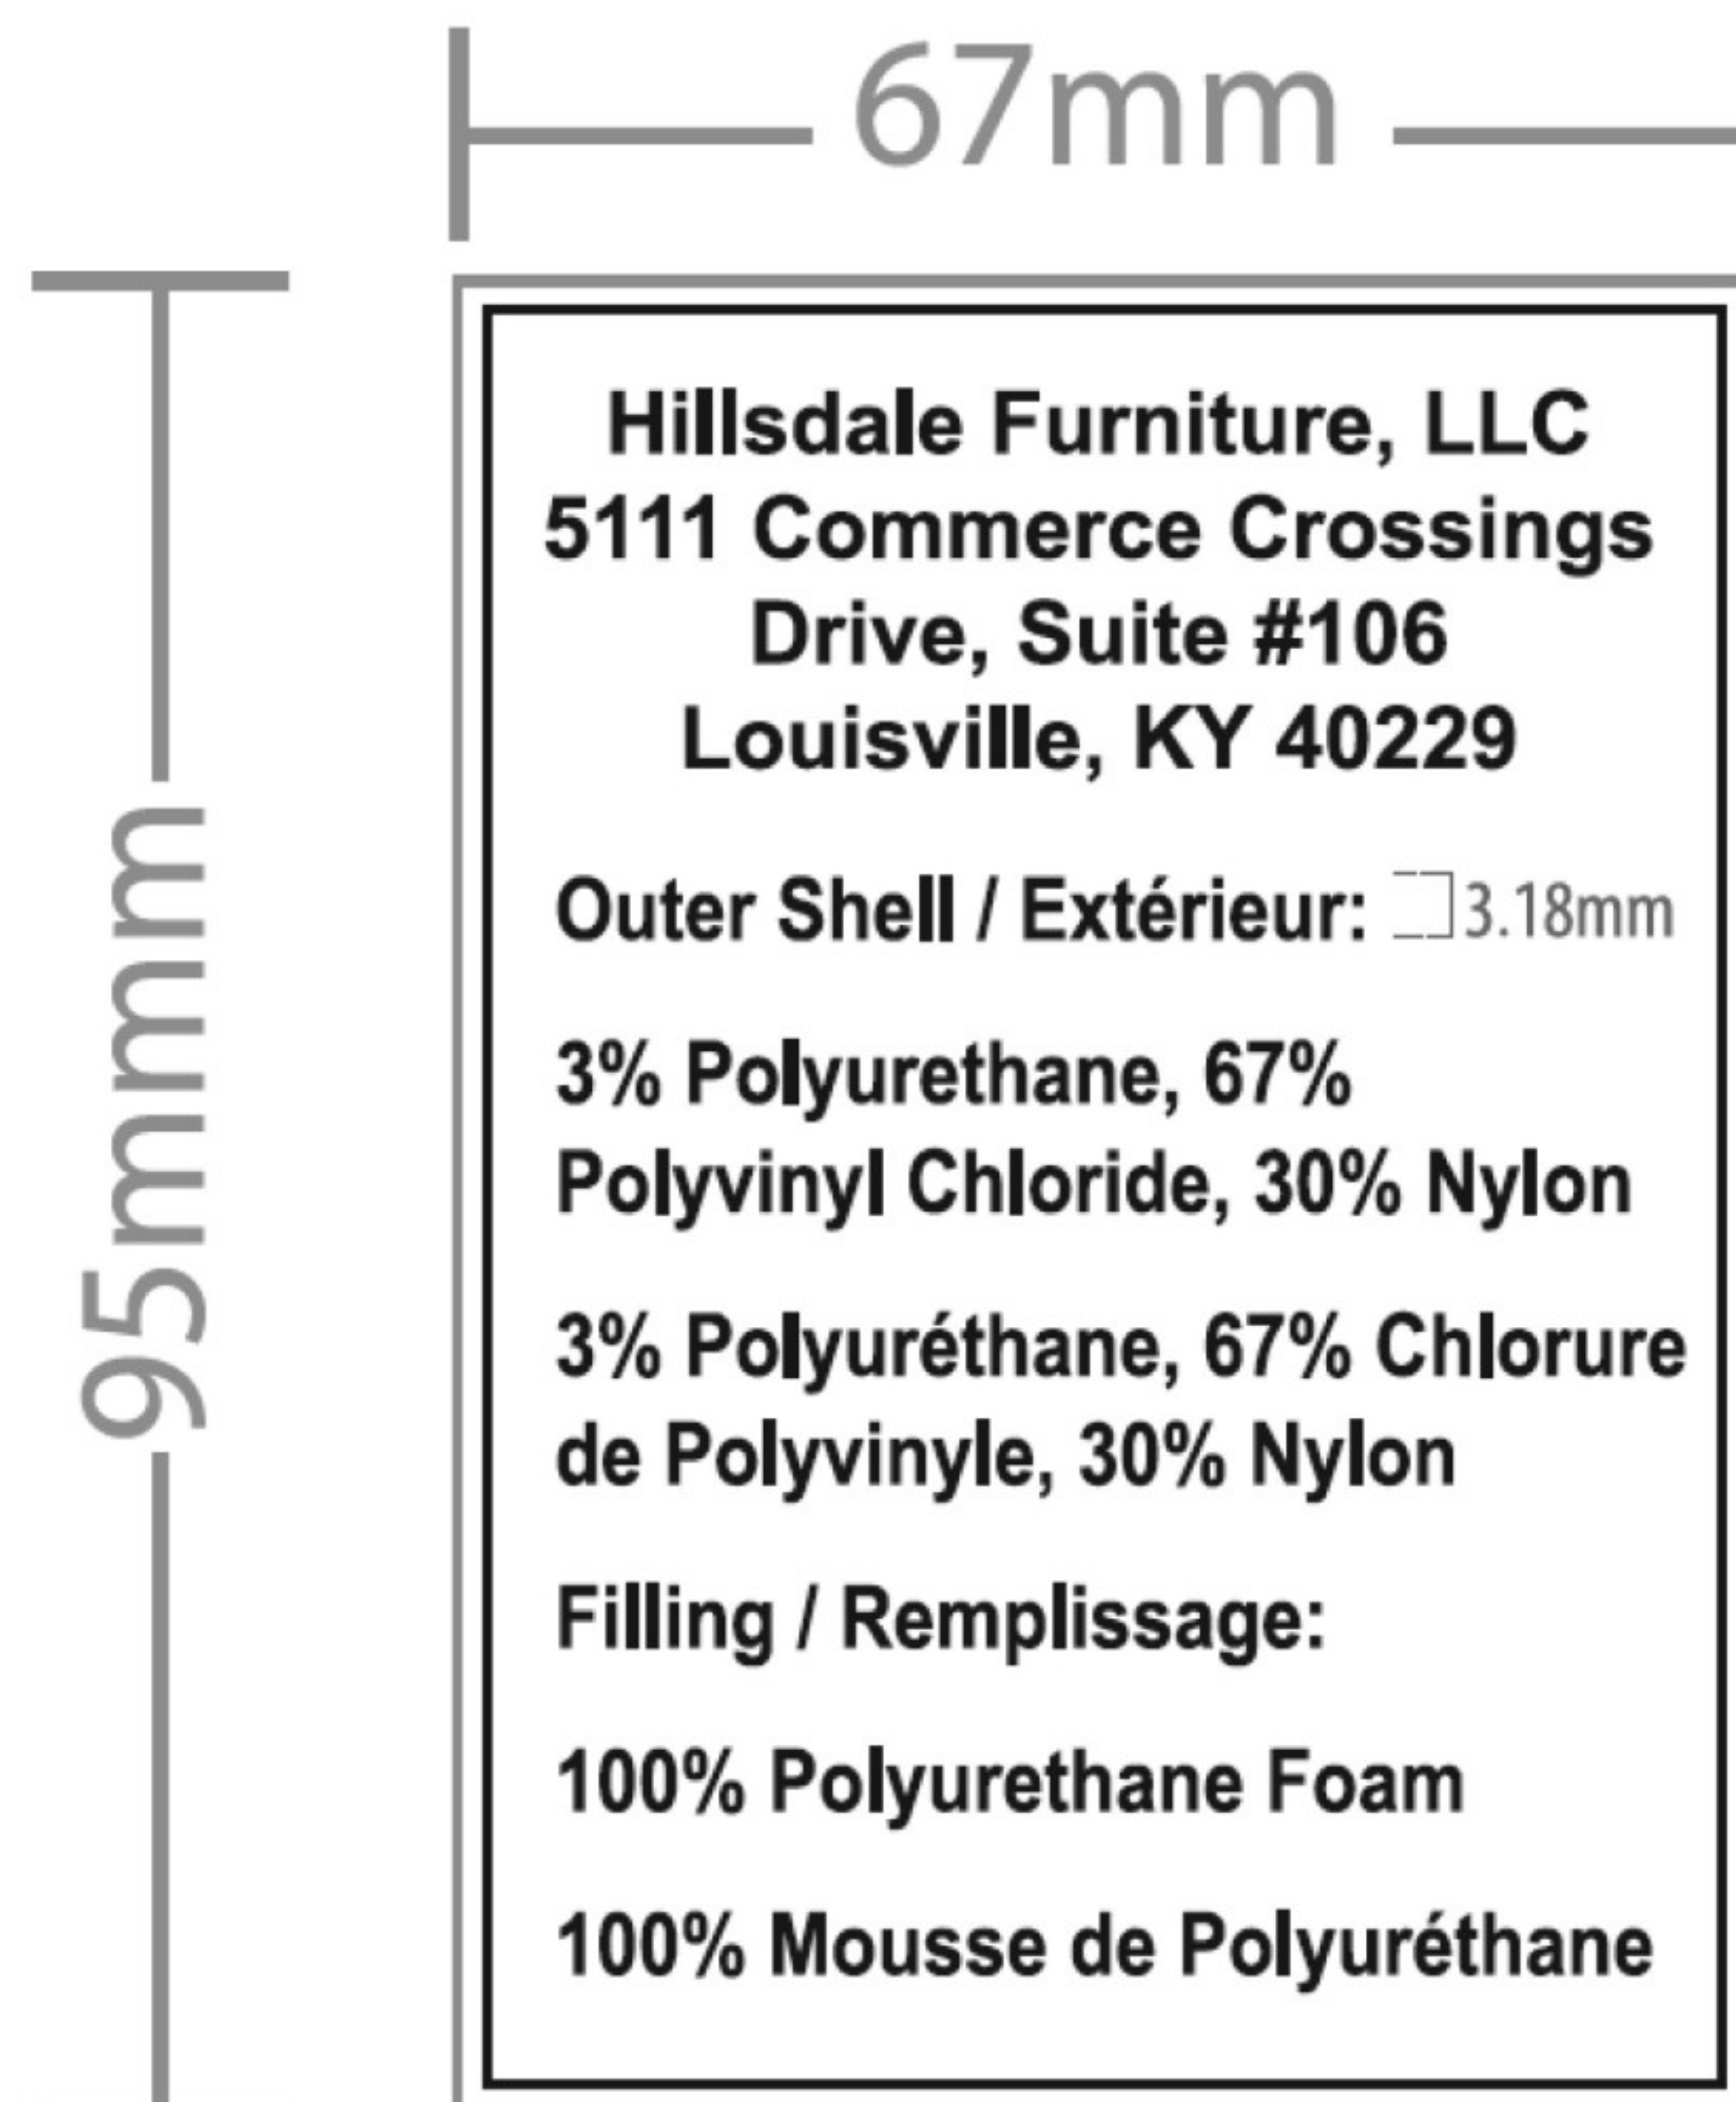 67mm
95mm
Hillsdale Furniture, LLC
5111 Commerce Crossings
Drive, Suite #106
Louisville, KY 40229
Outer Shell / Extérieur: 3.18mm
3% Polyurethane, 67%
Polyvinyl Chloride, 30% Nylon
3% Polyuréthane, 67% Chlorure
de Polyvinyle, 30% Nylon
Filling / Remplissage:
100% Polyurethane Foam
100% Mousse de Polyuréthane